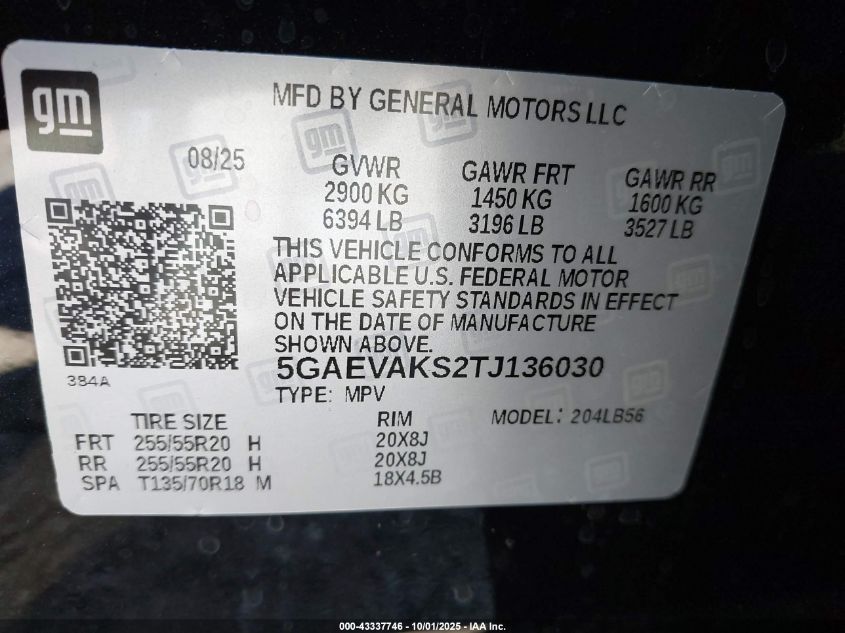 gm
MFD BY GENERAL MOTORS LLC
08/25
GVWR GAWR FRT GAWR RR
2900 KG 1450 KG 1600 KG
6394 LB 3196 LB 3527 LB
THIS VEHICLE CONFORMS TO ALL
APPLICABLE U.S. FEDERAL MOTOR
VEHICLE SAFETY STANDARDS IN EFFECT
ON THE DATE OF MANUFACTURE
SHOWN ABOVE.
5GAEVAKS2TJ136030
384A
TYPE: MPV
TIRE SIZE RIM MODEL: 204LB56
FRT 255/55R20 H 20X8J
RR 255/55R20 H 20X8J
SPA T135/70R18 M 18X4.5B
000-43337746 - 10/01/2025 - IAA Inc.